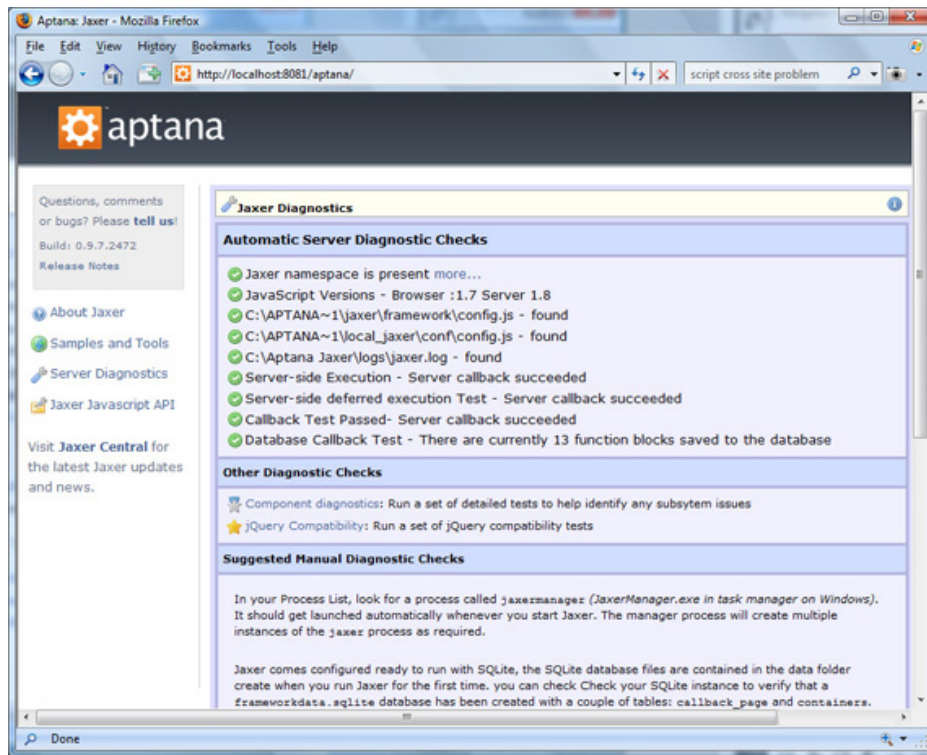 Aptana: Jaxer - Mozilla Firefox
File Edit View History Bookmarks Tools Help
http://localhost:8081/aptana/
script cross site problem
aptana
Questions, comments
or bugs? Please tell us!
Build: 0.9.7.2472
Release Notes
About Jaxer
Samples and Tools
Server Diagnostics
Jaxer Javascript API
Visit Jaxer Central for
the latest Jaxer updates
and news.
Jaxer Diagnostics
Automatic Server Diagnostic Checks
Jaxer namespace is present more...
JavaScript Versions - Browser :1.7 Server 1.8
C:\APTANA~1\jaxer\framework\config.js - found
C:\APTANA~1\local_jaxer\conf\config.js - found
C:\Aptana Jaxer\logs\jaxer.log - found
Server-side Execution - Server callback succeeded
Server-side deferred execution Test - Server callback succeeded
Callback Test Passed- Server callback succeeded
Database Callback Test - There are currently 13 function blocks saved to the database
Other Diagnostic Checks
Component diagnostics: Run a set of detailed tests to help identify any subsytem issues
jQuery Compatibility: Run a set of jQuery compatibility tests
Suggested Manual Diagnostic Checks
In your Process List, look for a process called jaxermanager (JaxerManager.exe in task manager on Windows).
It should get launched automatically whenever you start Jaxer. The manager process will create multiple
instances of the jaxer process as required.
Jaxer comes configured ready to run with SQLite, the SQLite database files are contained in the data folder
create when you run Jaxer for the first time. you can check Check your SQLite instance to verify that a
frameworkdata.sqlite database has been created with a couple of tables: callback_page and containers.
Done